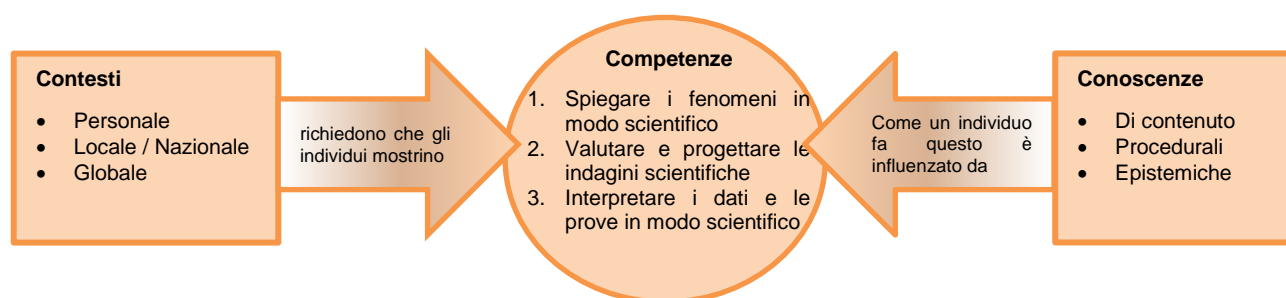 Contesti
• Personale
• Locale / Nazionale
• Globale
richiedono che gli
individui mostrino
Competenze
1. Spiegare i fenomeni in
modo scientifico
2. Valutare e progettare le
indagini scientifiche
3. Interpretare i dati e le
prove in modo scientifico
Come un individuo
fa questo è
influenzato da
Conoscenze
• Di contenuto
• Procedurali
• Epistemiche